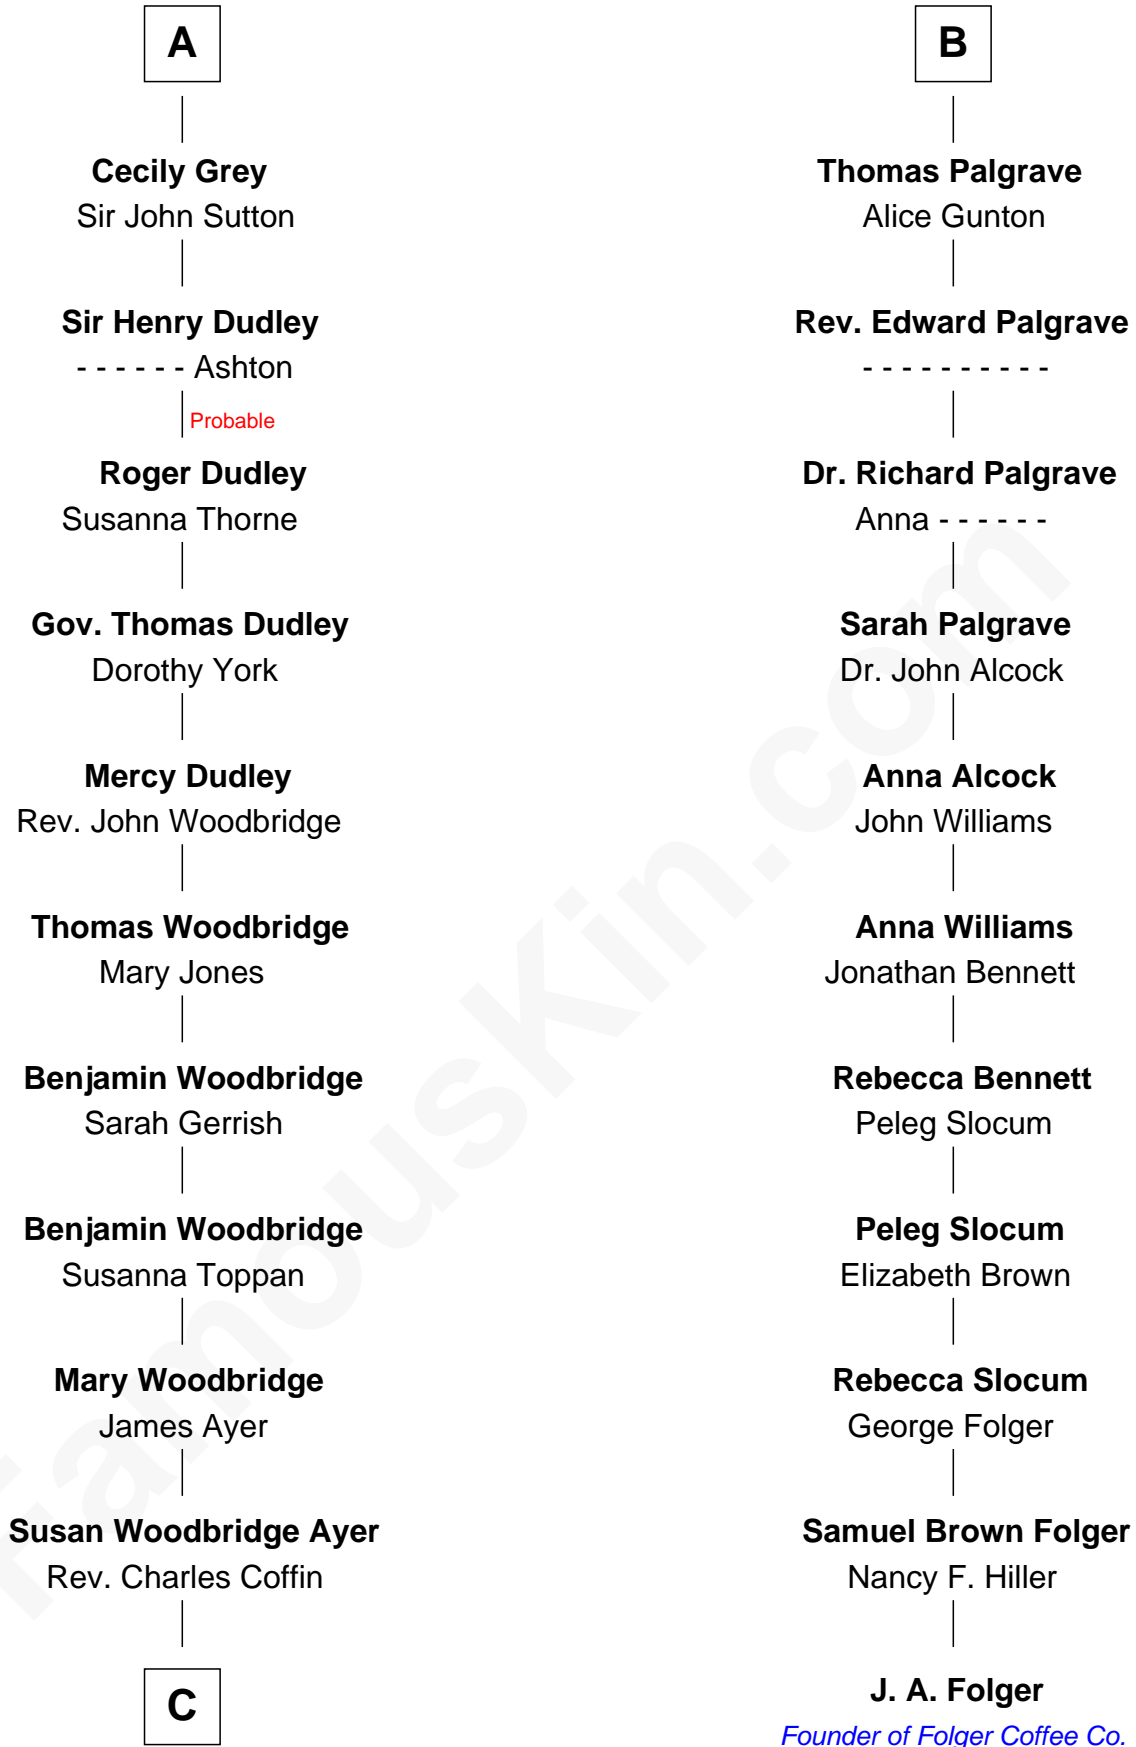 A
Cecily Grey
Sir John Sutton
Sir Henry Dudley
- - - - - - Ashton
Probable
Roger Dudley
Susanna Thorne
Gov. Thomas Dudley
Dorothy York
Mercy Dudley
Rev. John Woodbridge
Thomas Woodbridge
Mary Jones
Benjamin Woodbridge
Sarah Gerrish
Benjamin Woodbridge
Susanna Toppan
Mary Woodbridge
James Ayer
Susan Woodbridge Ayer
Rev. Charles Coffin
C
B
Thomas Palgrave
Alice Gunton
Rev. Edward Palgrave
- - - - - - - - - -
Dr. Richard Palgrave
Anna - - - - - -
Sarah Palgrave
Dr. John Alcock
Anna Alcock
John Williams
Anna Williams
Jonathan Bennett
Rebecca Bennett
Peleg Slocum
Peleg Slocum
Elizabeth Brown
Rebecca Slocum
George Folger
Samuel Brown Folger
Nancy F. Hiller
J. A. Folger
Founder of Folger Coffee Co.
FamousKin.com